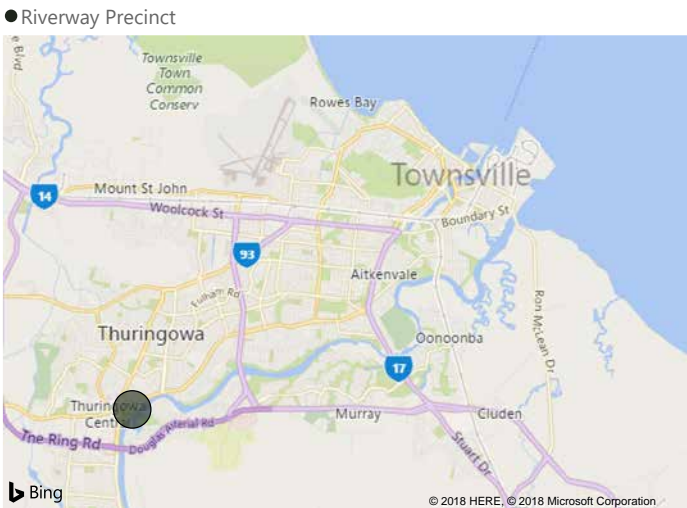 Riverway Precinct
e Blvd
Townsville
Town
Common
Conserv
Rowes Bay
Townsville
14
Mount St John
Woolcock St
Boundary St
93
Aitkenvale
Fulham Rd
Ron McLean Dr
Thuringowa
Oonoonba
17
Thuringowa
Central
Murray
Cluden
The Ring Rd
Douglas Arterial Rd
Stuart Dr
Bing
© 2018 HERE, © 2018 Microsoft Corporation